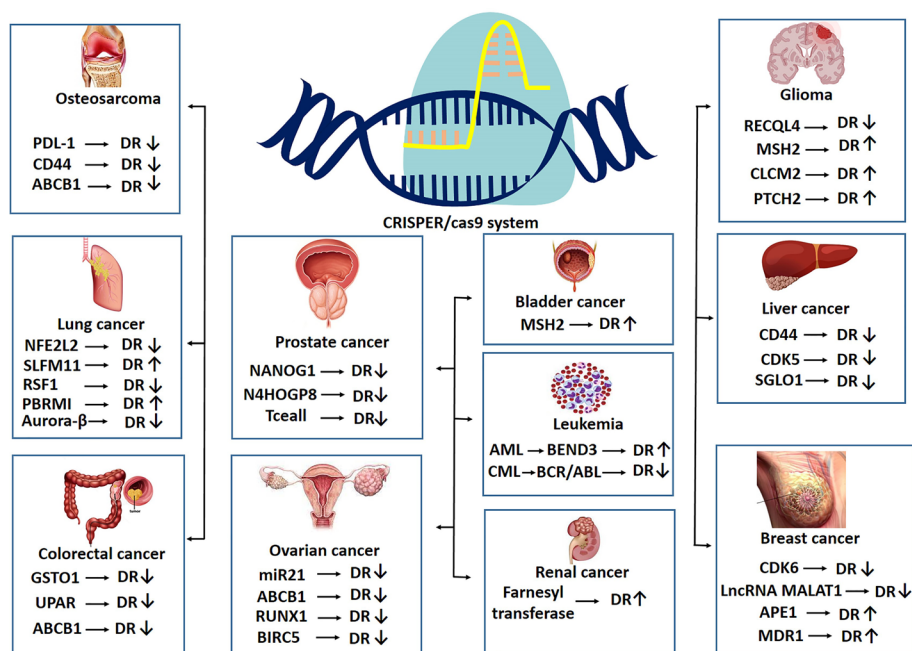 CRISPER/cas9 system
Osteosarcoma
PDL-1 → DR ↓
CD44 → DR ↓
ABCB1 → DR ↓
Lung cancer
NFE2L2 → DR ↓
SLFM11 → DR ↑
RSF1 → DR ↓
PBRMI → DR ↑
Aurora-β → DR ↓
Colorectal cancer
GSTO1 → DR ↓
UPAR → DR ↓
ABCB1 → DR ↓
Prostate cancer
NANOG1 → DR ↓
N4HOGP8 → DR ↓
Tceall → DR ↓
Ovarian cancer
miR21 → DR ↓
ABCB1 → DR ↓
RUNX1 → DR ↓
BIRC5 → DR ↓
Bladder cancer
MSH2 → DR ↑
Leukemia
AML → BEND3 → DR ↑
CML → BCR/ABL → DR ↓
Renal cancer
Farnesyl
transferase → DR ↑
Glioma
RECQL4 → DR ↓
MSH2 → DR ↑
CLCM2 → DR ↑
PTCH2 → DR ↑
Liver cancer
CD44 → DR ↓
CDK5 → DR ↓
SGLO1 → DR ↓
Breast cancer
CDK6 → DR ↓
LncRNA MALAT1 → DR ↓
APE1 → DR ↑
MDR1 → DR ↑